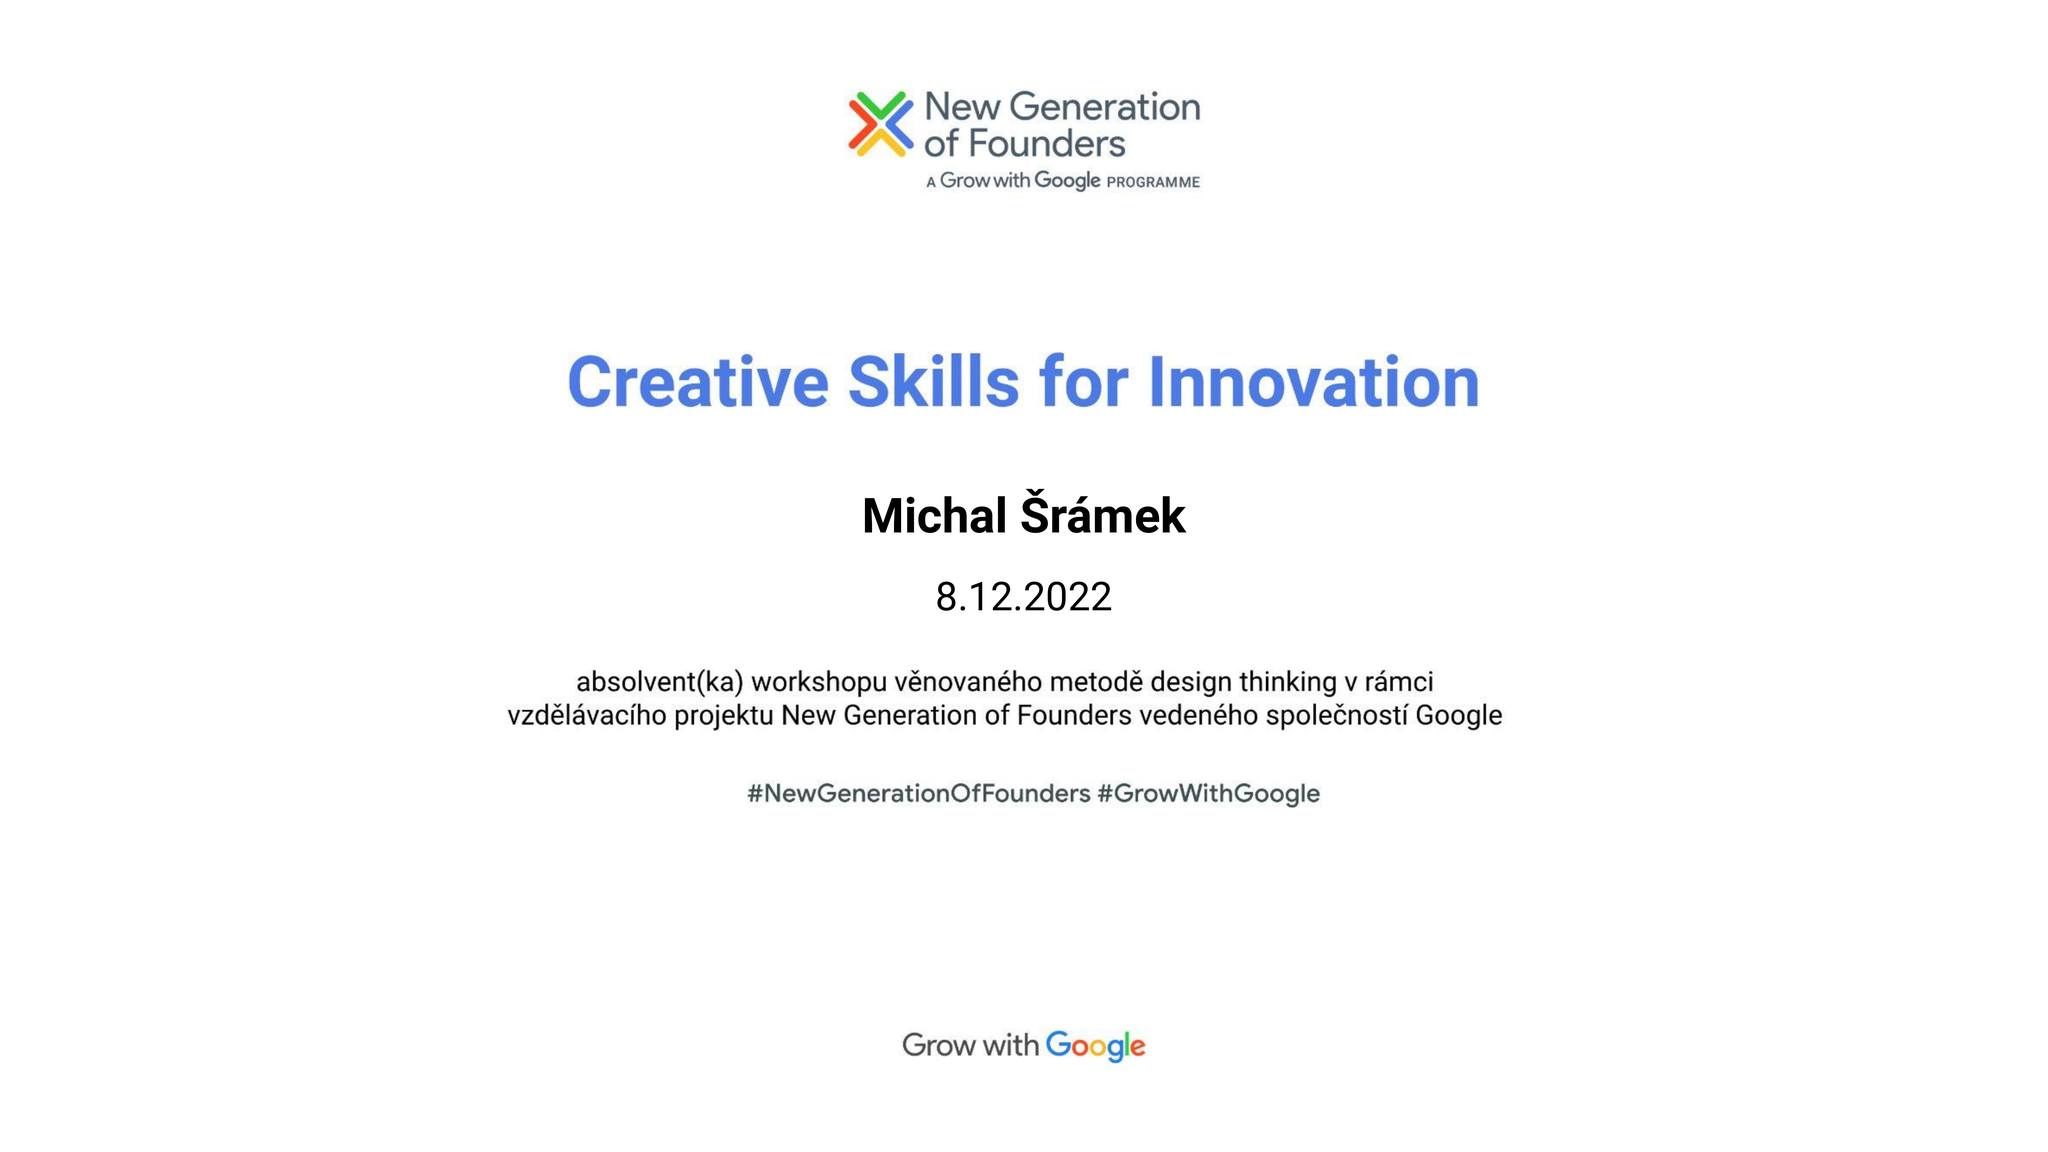 New Generation
of Founders
A Grow with Google PROGRAMME
Creative Skills for Innovation
Michal Šrámek
8.12.2022
absolvent(ka) workshopu věnovaného metodě design thinking v rámci
vzdělávacího projektu New Generation of Founders vedeného společností Google
#NewGenerationOfFounders #GrowWithGoogle
Grow with Google